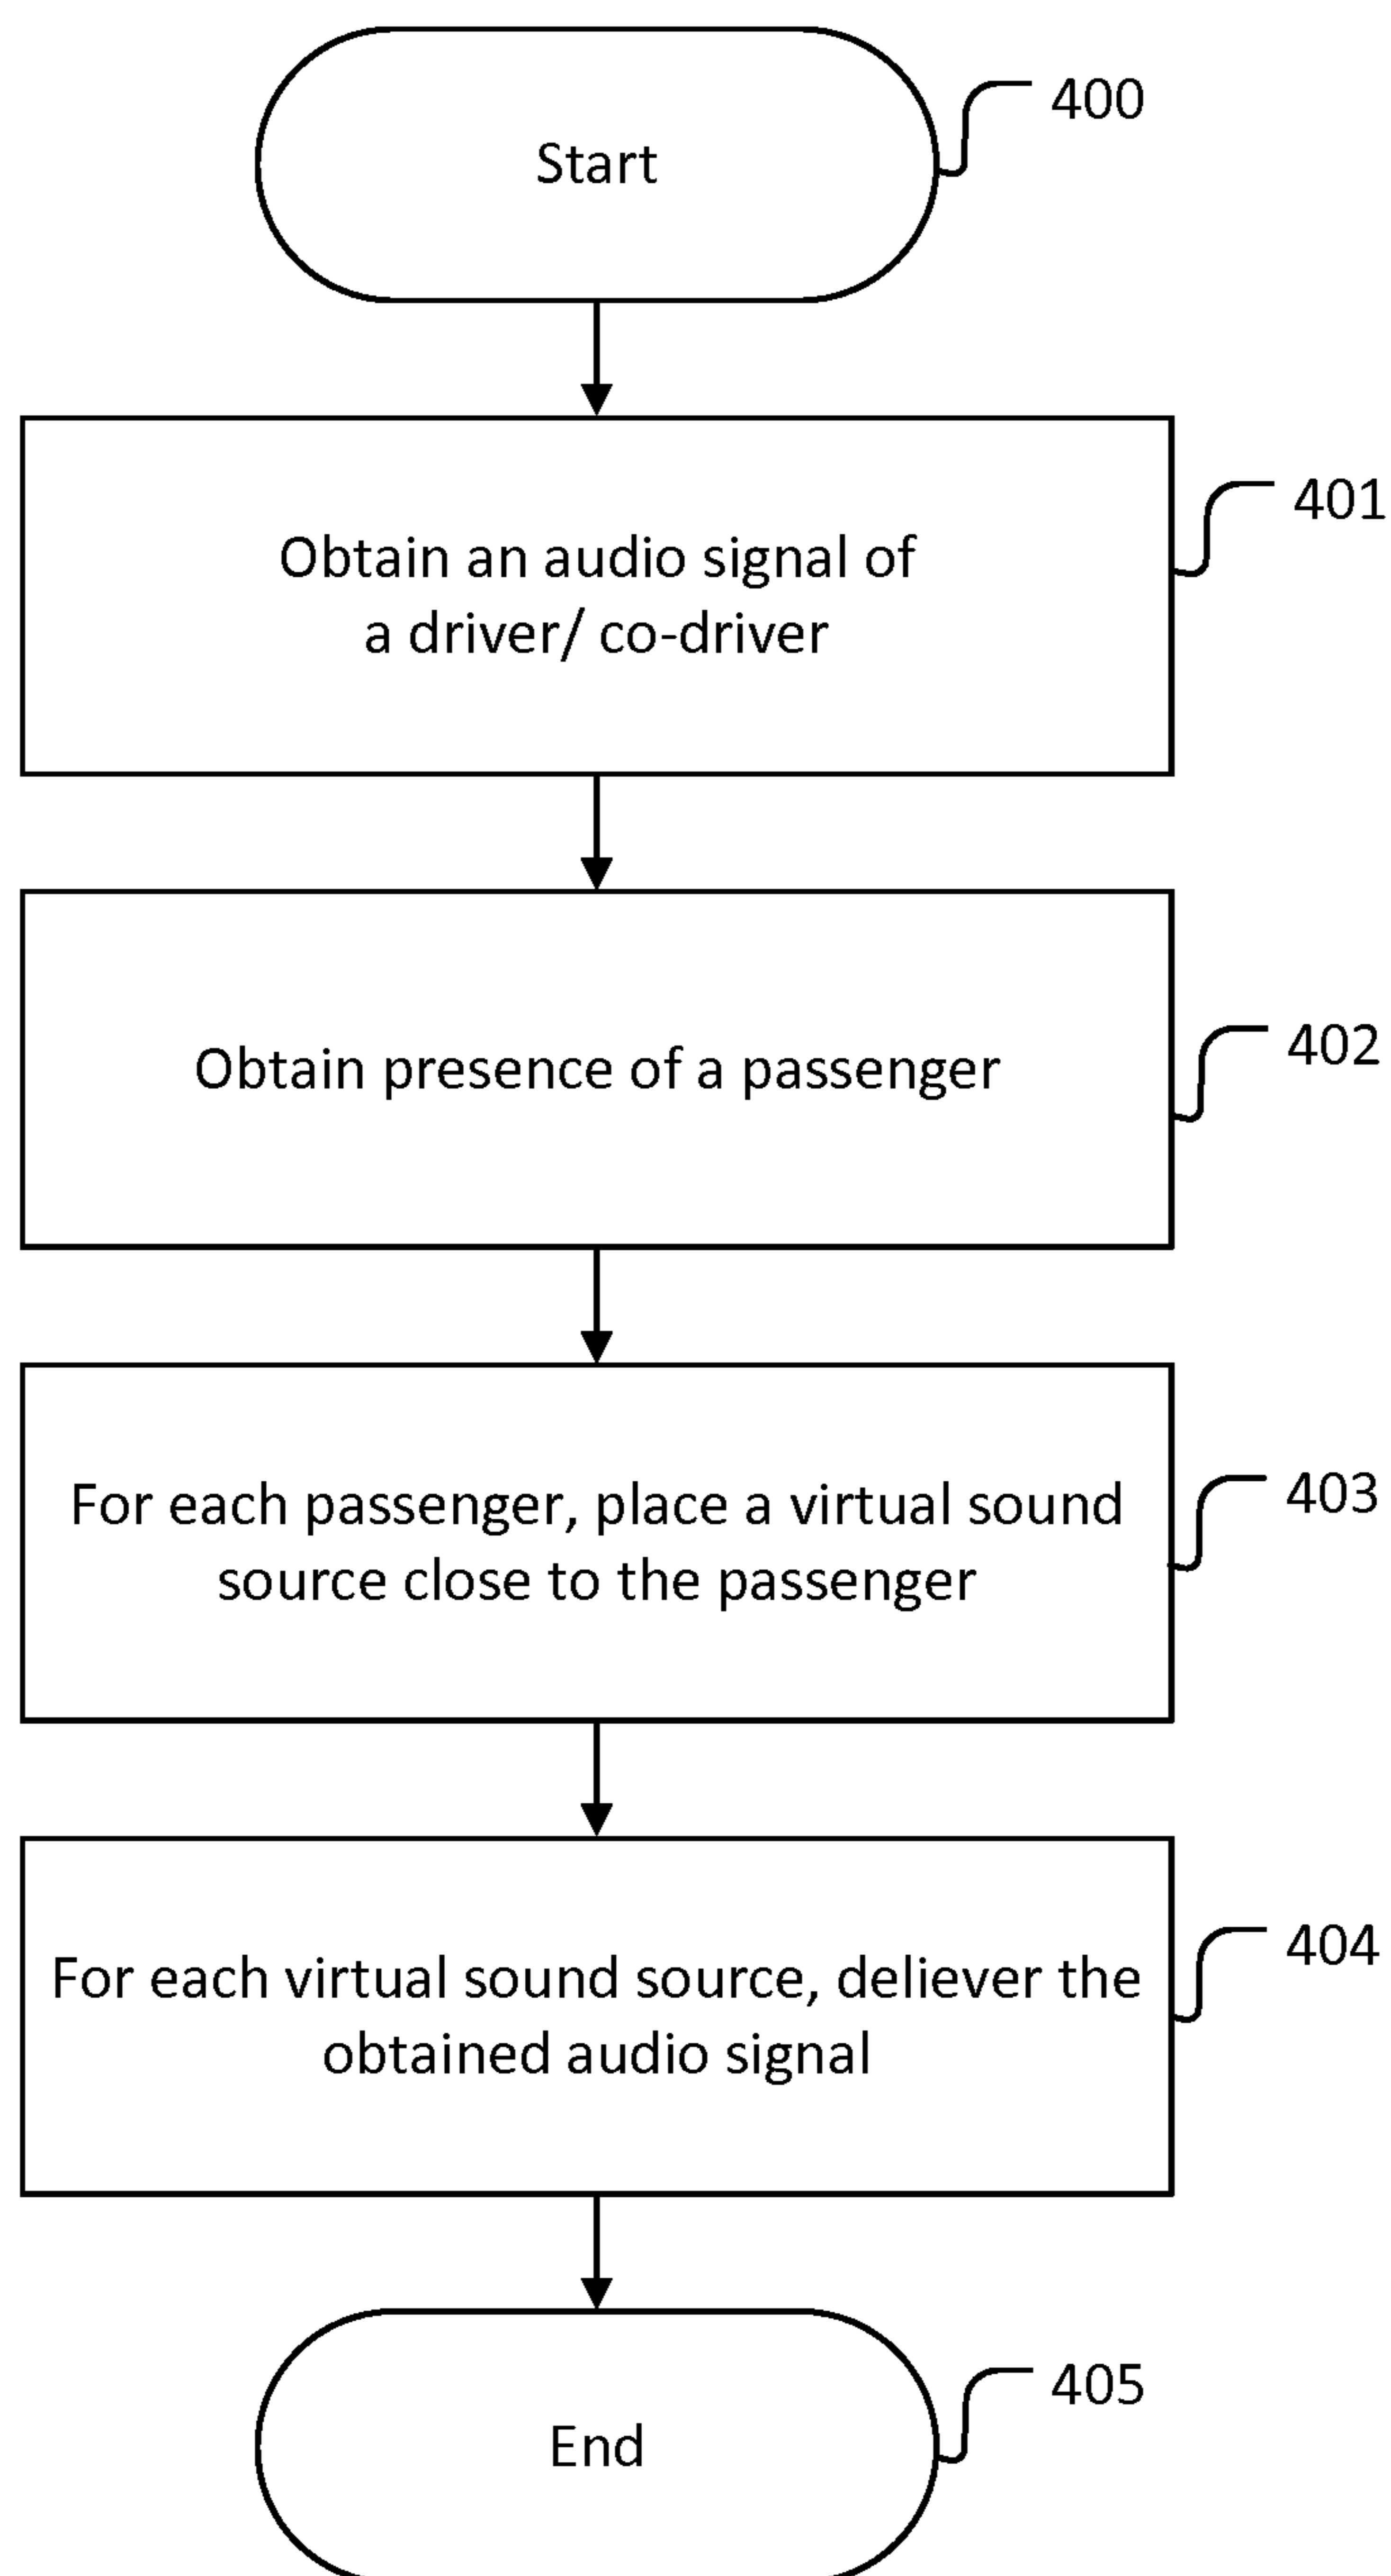 Start
400
Obtain an audio signal of
a driver/ co-driver
401
Obtain presence of a passenger
402
For each passenger, place a virtual sound
source close to the passenger
403
For each virtual sound source, deliever the
obtained audio signal
404
End
405